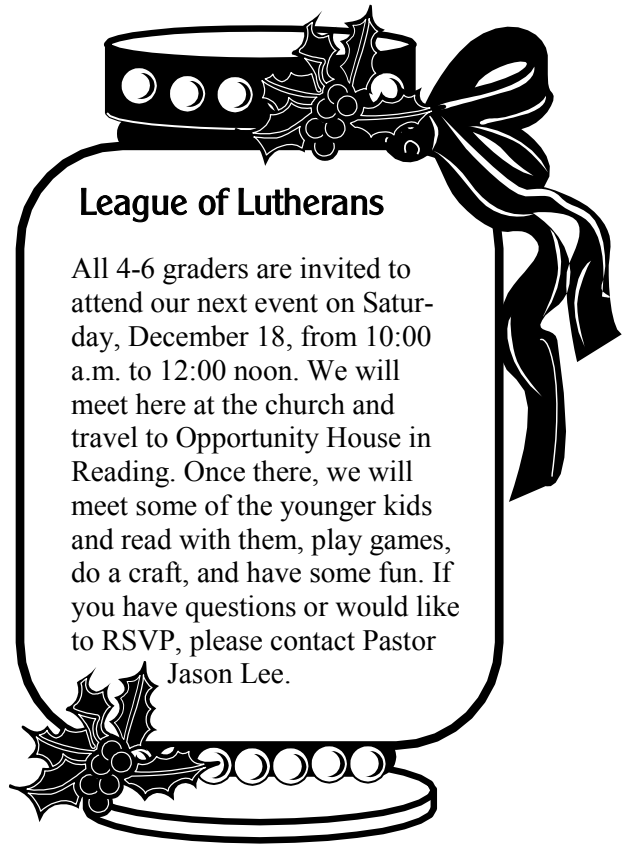 League of Lutherans
All 4-6 graders are invited to
attend our next event on Satur-
day, December 18, from 10:00
a.m. to 12:00 noon. We will
meet here at the church and
travel to Opportunity House in
Reading. Once there, we will
meet some of the younger kids
and read with them, play games,
do a craft, and have some fun. If
you have questions or would like
to RSVP, please contact Pastor
Jason Lee.